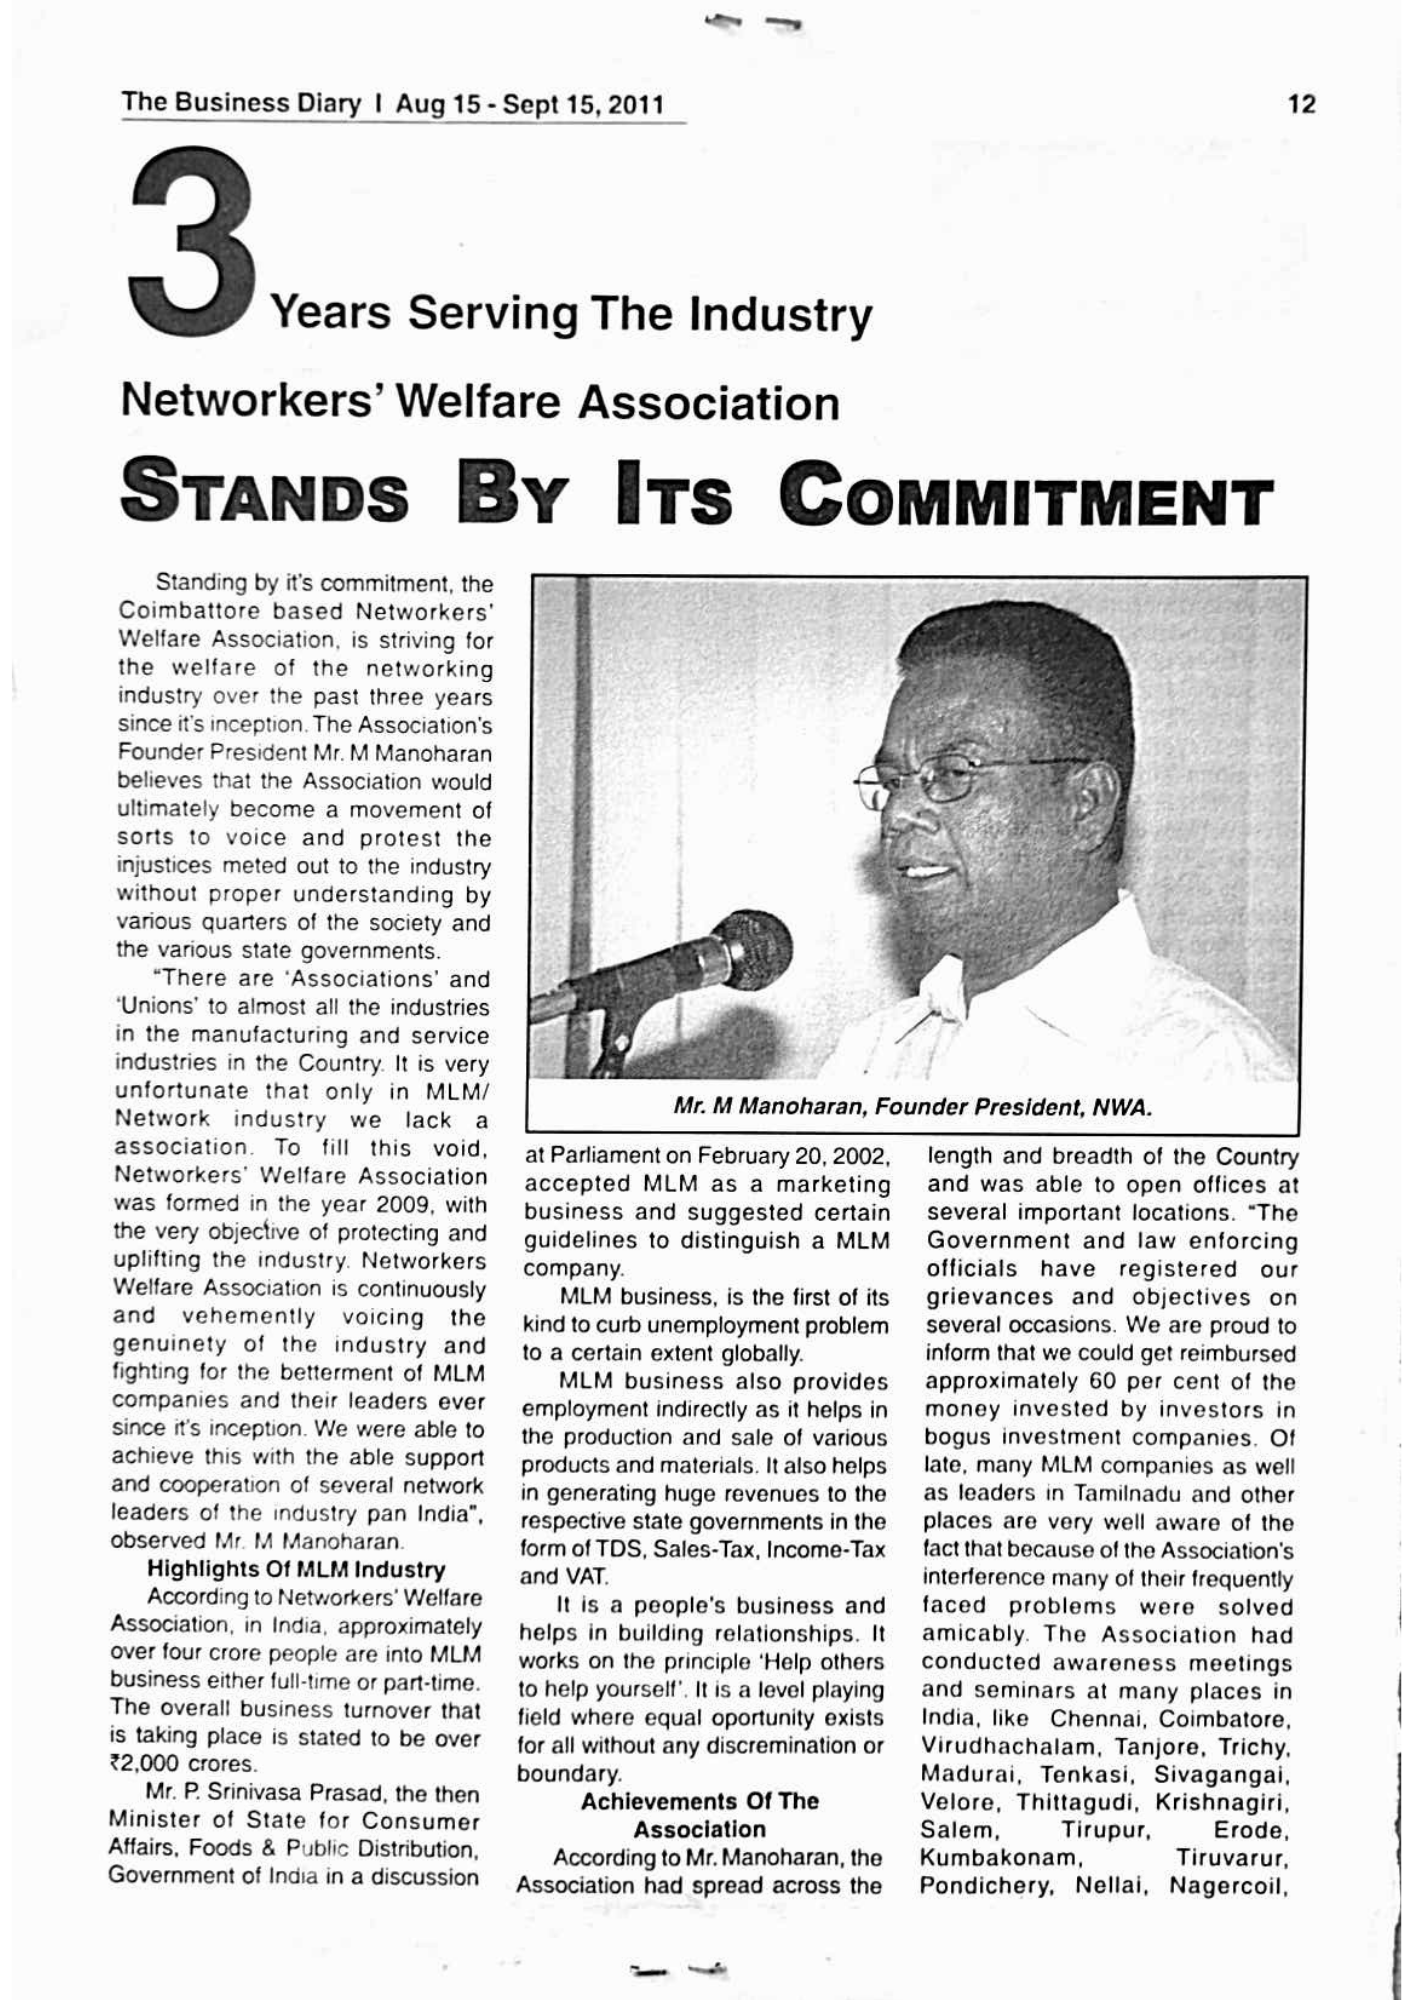 The Business Diary | Aug 15 - Sept 15, 2011
12
3
Years Serving The Industry
Networkers' Welfare Association
STANDS BY ITS COMMITMENT
Standing by it's commitment, the
Coimbattore based Networkers'
Welfare Association, is striving for
the welfare of the networking
industry over the past three years
since it's inception. The Association's
Founder President Mr. M Manoharan
believes that the Association would
ultimately become a movement of
sorts to voice and protest the
injustices meted out to the industry
without proper understanding by
various quarters of the society and
the various state governments.
"There are 'Associations' and
'Unions' to almost all the industries
in the manufacturing and service
industries in the Country. It is very
unfortunate that only in MLM/
Network industry we lack a
association. To fill this void,
Networkers' Welfare Association
was formed in the year 2009, with
the very objective of protecting and
uplifting the industry. Networkers
Welfare Association is continuously
and vehemently voicing the
genuinety of the industry and
fighting for the betterment of MLM
companies and their leaders ever
since it's inception. We were able to
achieve this with the able support
and cooperation of several network
leaders of the industry pan India",
observed Mr. M Manoharan.
Highlights Of MLM Industry
According to Networkers' Welfare
Association, in India, approximately
over four crore people are into MLM
business either full-time or part-time.
The overall business turnover that
is taking place is stated to be over
₹2,000 crores.
Mr. P. Srinivasa Prasad, the then
Minister of State for Consumer
Affairs, Foods & Public Distribution,
Government of India in a discussion
Mr. M Manoharan, Founder President, NWA.
at Parliament on February 20, 2002,
accepted MLM as a marketing
business and suggested certain
guidelines to distinguish a MLM
company.
MLM business, is the first of its
kind to curb unemployment problem
to a certain extent globally.
MLM business also provides
employment indirectly as it helps in
the production and sale of various
products and materials. It also helps
in generating huge revenues to the
respective state governments in the
form of TDS, Sales-Tax, Income-Tax
and VAT.
It is a people's business and
helps in building relationships. It
works on the principle 'Help others
to help yourself'. It is a level playing
field where equal oportunity exists
for all without any discremination or
boundary.
Achievements Of The
Association
According to Mr. Manoharan, the
Association had spread across the
length and breadth of the Country
and was able to open offices at
several important locations. "The
Government and law enforcing
officials have registered our
grievances and objectives on
several occasions. We are proud to
inform that we could get reimbursed
approximately 60 per cent of the
money invested by investors in
bogus investment companies. Of
late, many MLM companies as well
as leaders in Tamilnadu and other
places are very well aware of the
fact that because of the Association's
interference many of their frequently
faced problems were solved
amicably. The Association had
conducted awareness meetings
and seminars at many places in
India, like Chennai, Coimbatore,
Virudhachalam, Tanjore, Trichy,
Madurai, Tenkasi, Sivagangai,
Velore, Thittagudi, Krishnagiri,
Salem, Tirupur, Erode,
Kumbakonam, Tiruvarur,
Pondichery, Nellai, Nagercoil,